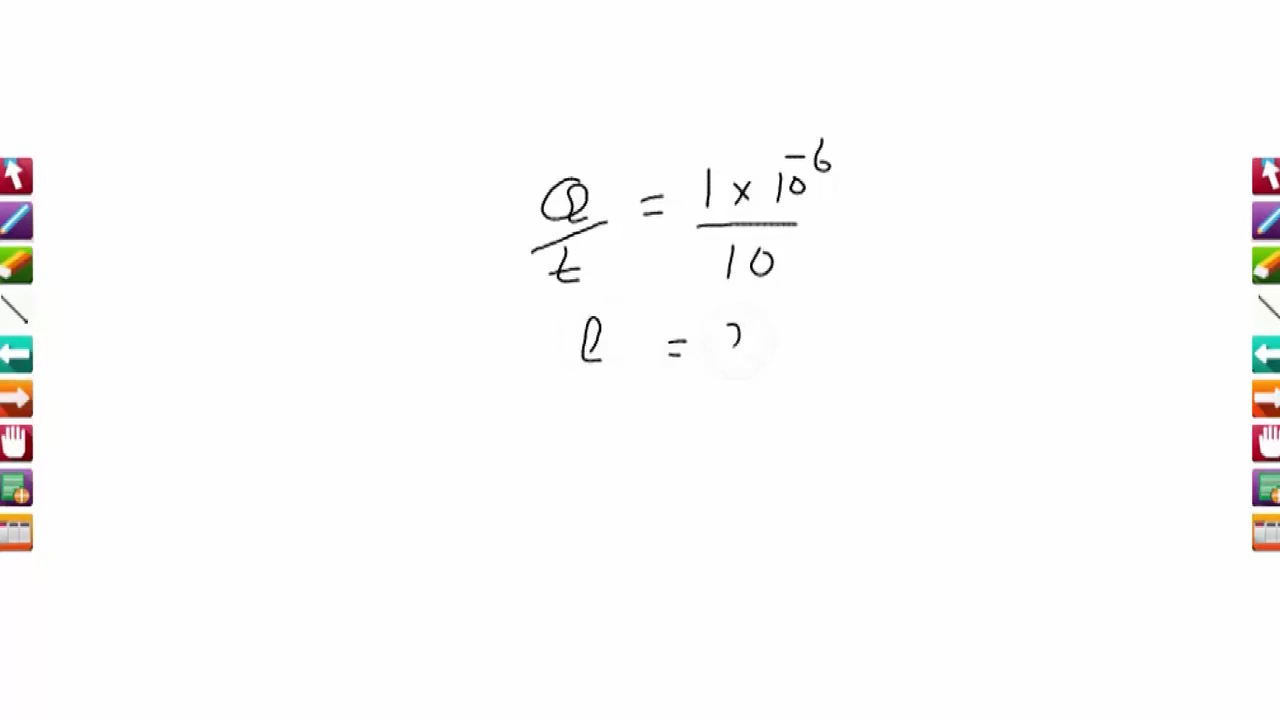 Q/t = 1 x 10^-6 / 10
l = ?